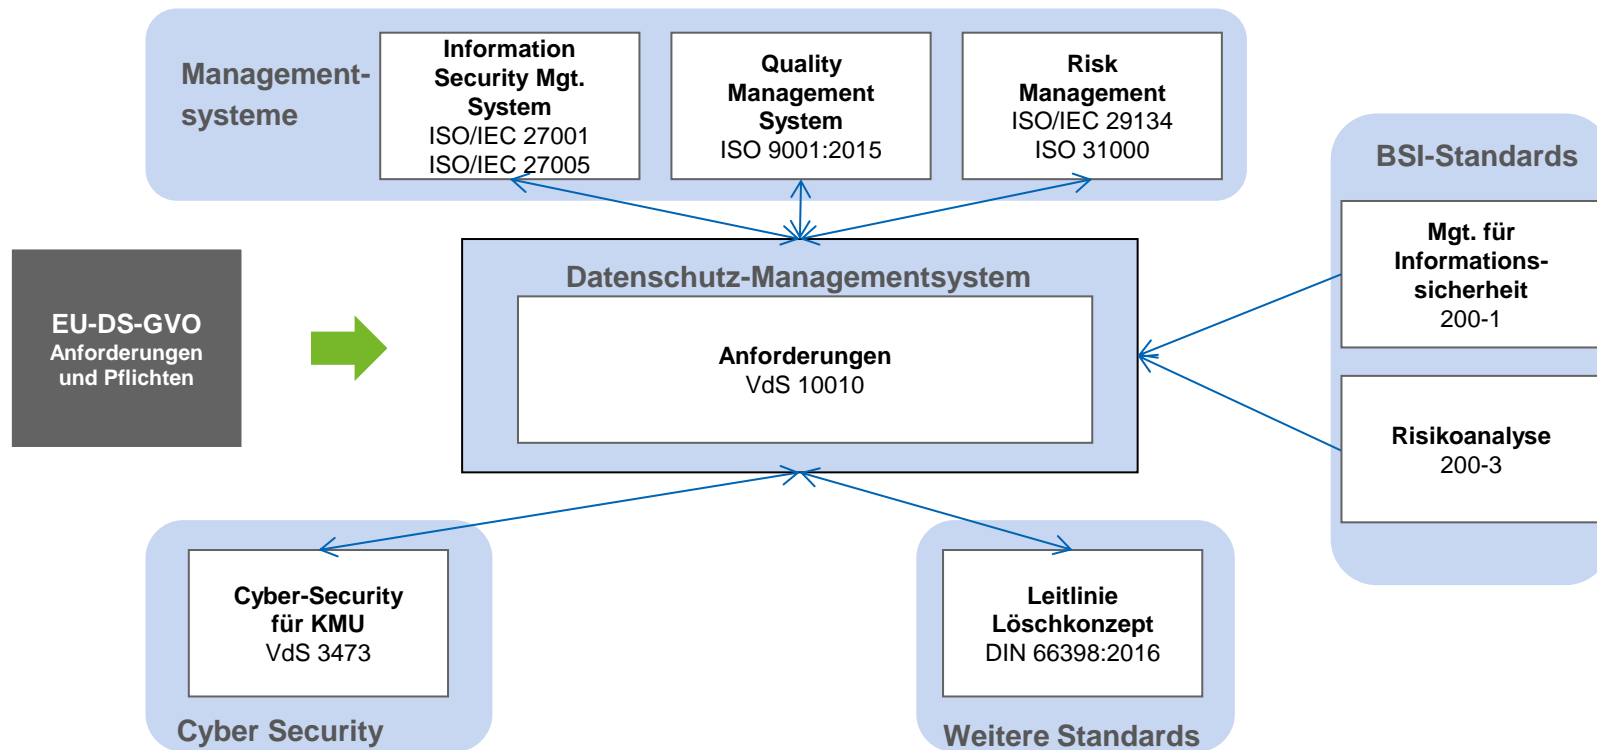 Management-
systeme
Information
Security Mgt.
System
ISO/IEC 27001
ISO/IEC 27005
Quality
Management
System
ISO 9001:2015
Risk
Management
ISO/IEC 29134
ISO 31000
BSI-Standards
Mgt. für
Informations-
sicherheit
200-1
Risikoanalyse
200-3
EU-DS-GVO
Anforderungen
und Pflichten
Datenschutz-Managementsystem
Anforderungen
VdS 10010
Cyber-Security
für KMU
VdS 3473
Cyber Security
Leitlinie
Löschkonzept
DIN 66398:2016
Weitere Standards